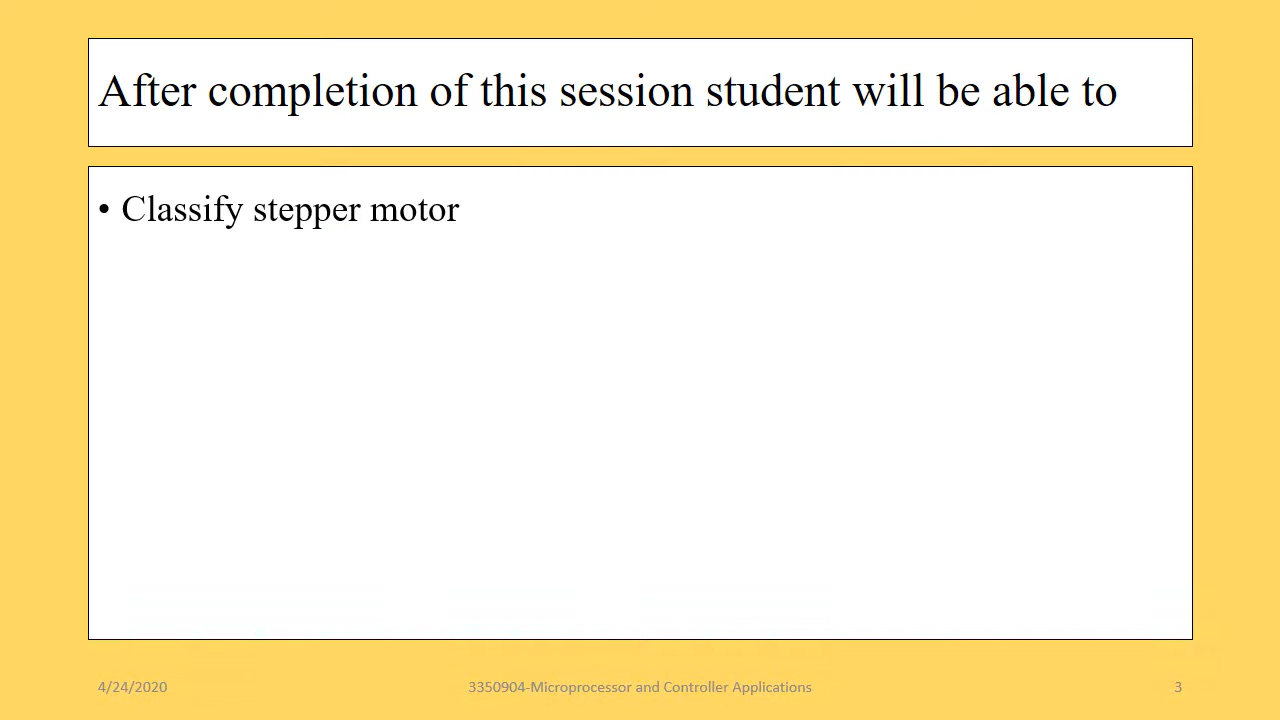 After completion of this session student will be able to
• Classify stepper motor
4/24/2020
3350904-Microprocessor and Controller Applications
3